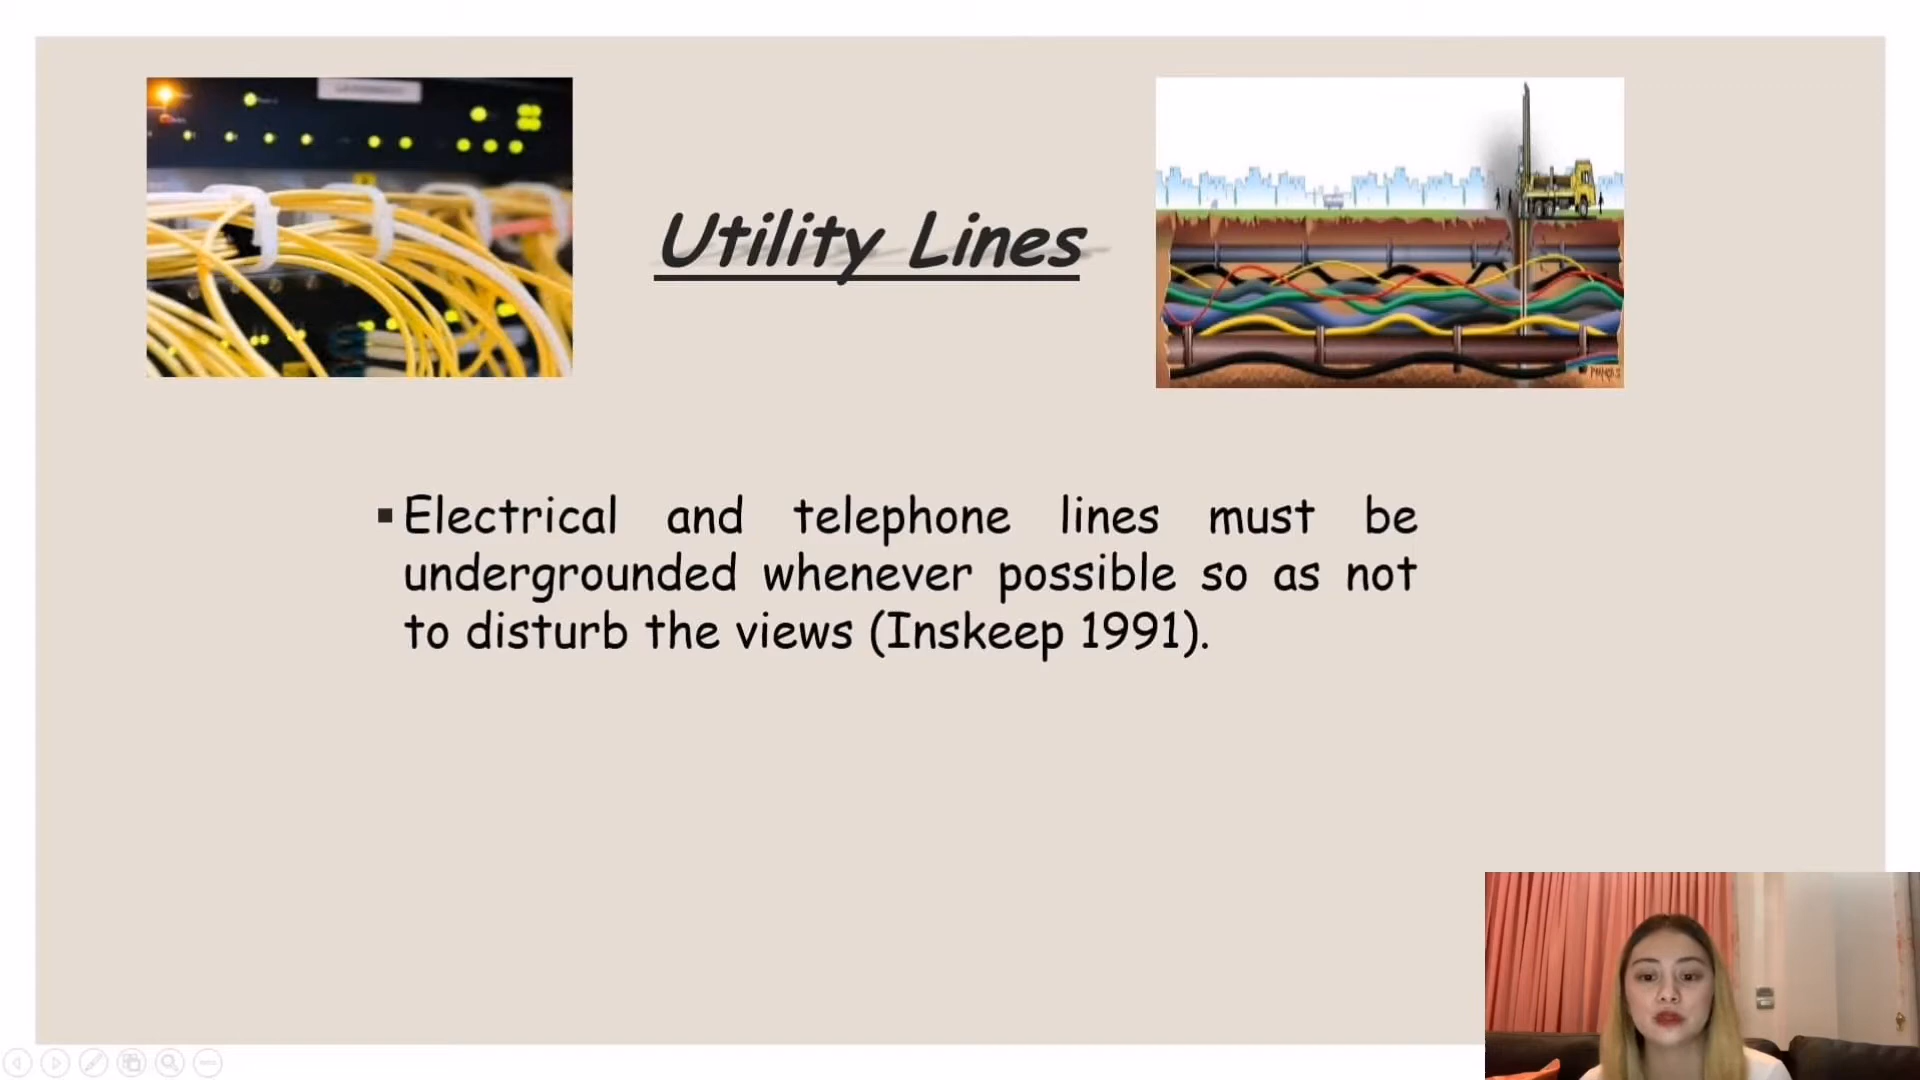 Utility Lines
▪ Electrical and telephone lines must be
undergrounded whenever possible so as not
to disturb the views (Inskeep 1991).